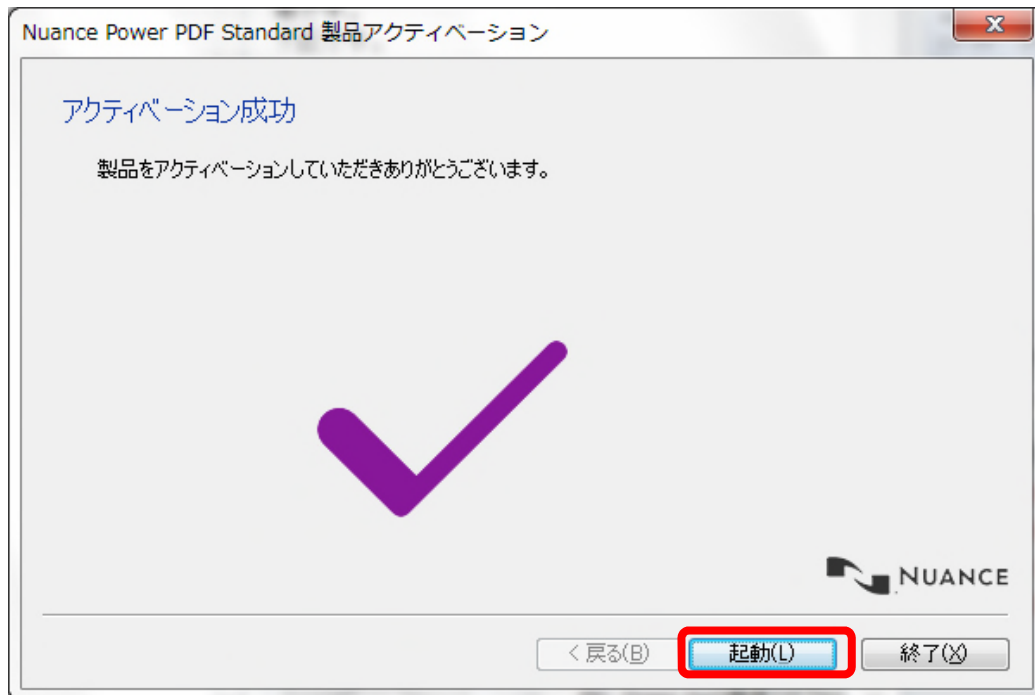 Nuance Power PDF Standard 製品アクティベーション
アクティベーション成功
製品をアクティベーションしていただきありがとうございます。
NUANCE
< 戻る(B) 起動(L) 終了(X)